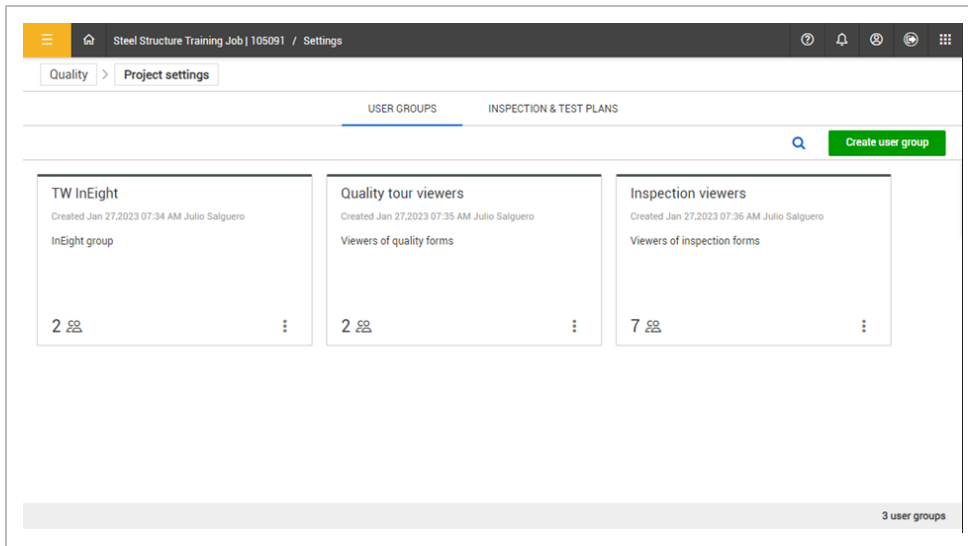 Steel Structure Training Job | 105091 / Settings
Quality > Project settings
USER GROUPS INSPECTION & TEST PLANS
Create user group
TW InEight
Created Jan 27,2023 07:34 AM Julio Salguero
InEight group
2
Quality tour viewers
Created Jan 27,2023 07:35 AM Julio Salguero
Viewers of quality forms
2
Inspection viewers
Created Jan 27,2023 07:36 AM Julio Salguero
Viewers of inspection forms
7
3 user groups